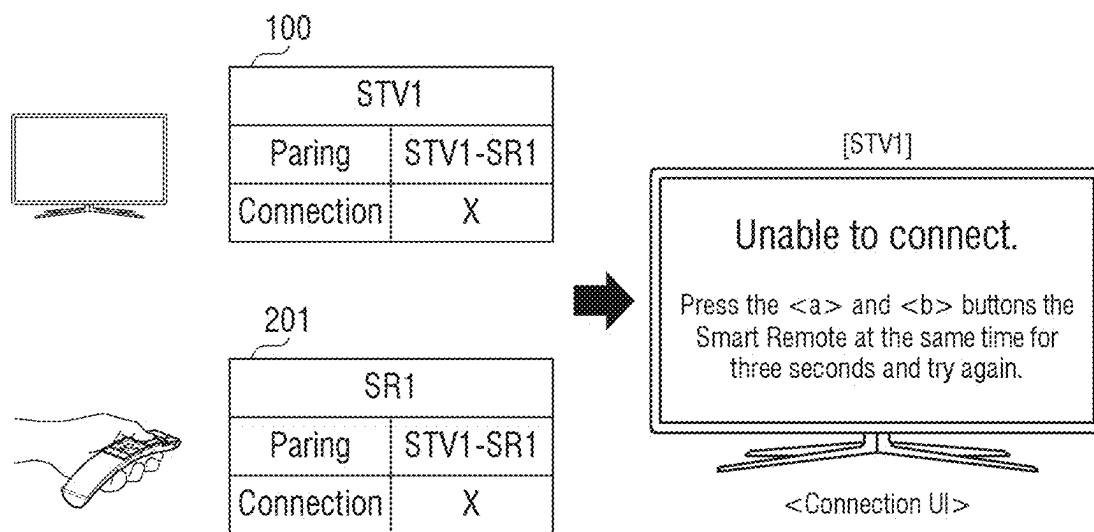 100
STV1
Paring STV1-SR1
Connection X
201
SR1
Paring STV1-SR1
Connection X
[STV1]
Unable to connect.
Press the <a> and <b> buttons the
Smart Remote at the same time for
three seconds and try again.
<Connection UI>